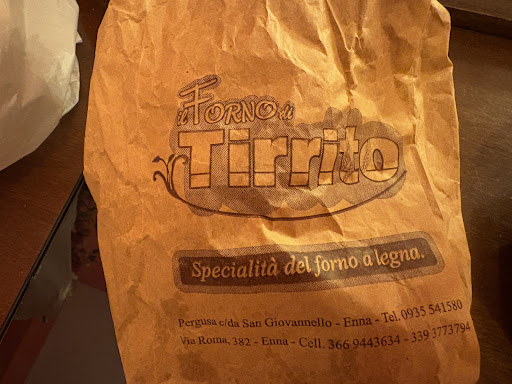 il FORNO di
Tirrito
Specialità del forno a legna.
Pergusa c/da San Giovannello - Enna - Tel. 0935 541580
Via Roma, 382 - Enna - Cell. 366 9443634 - 339 3773794